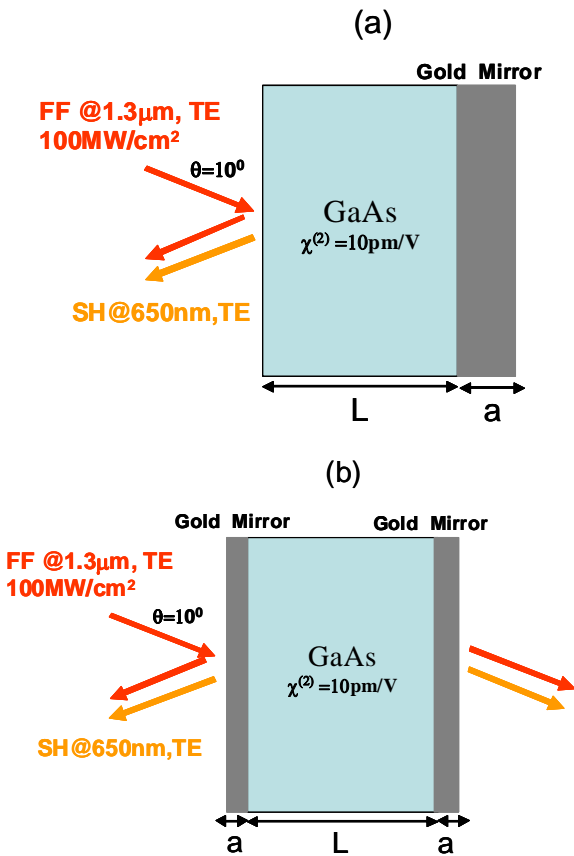 (a)
Gold Mirror
FF @1.3μm, TE
100MW/cm²
θ=10⁰
GaAs
χ⁽²⁾ =10pm/V
SH@650nm,TE
L
a
(b)
Gold Mirror
Gold Mirror
FF @1.3μm, TE
100MW/cm²
θ=10⁰
GaAs
χ⁽²⁾ =10pm/V
SH@650nm,TE
a
L
a